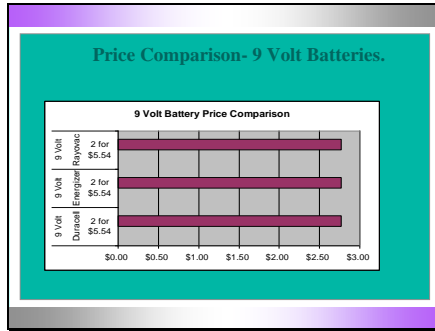 Price Comparison- 9 Volt Batteries.
9 Volt Battery Price Comparison
9 Volt
Rayovac
2 for
$5.54
9 Volt
Energizer
2 for
$5.54
9 Volt
Duracell
2 for
$5.54
$0.00 $0.50 $1.00 $1.50 $2.00 $2.50 $3.00